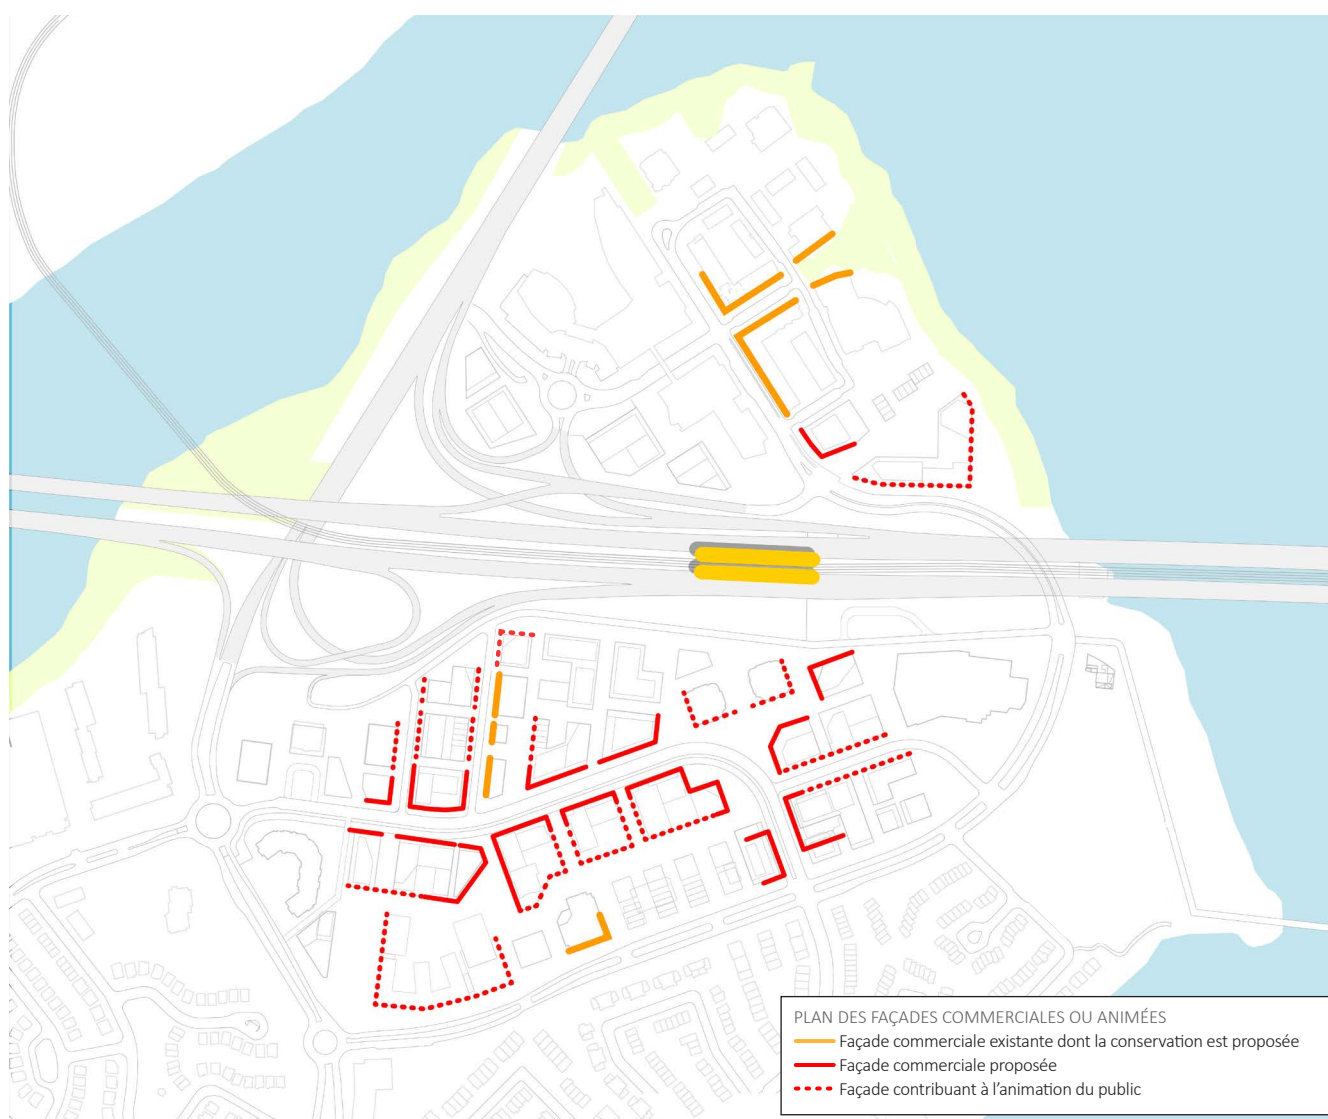 PLAN DES FAÇADES COMMERCIALES OU ANIMÉES
Façade commerciale existante dont la conservation est proposée
Façade commerciale proposée
Façade contribuant à l’animation du public